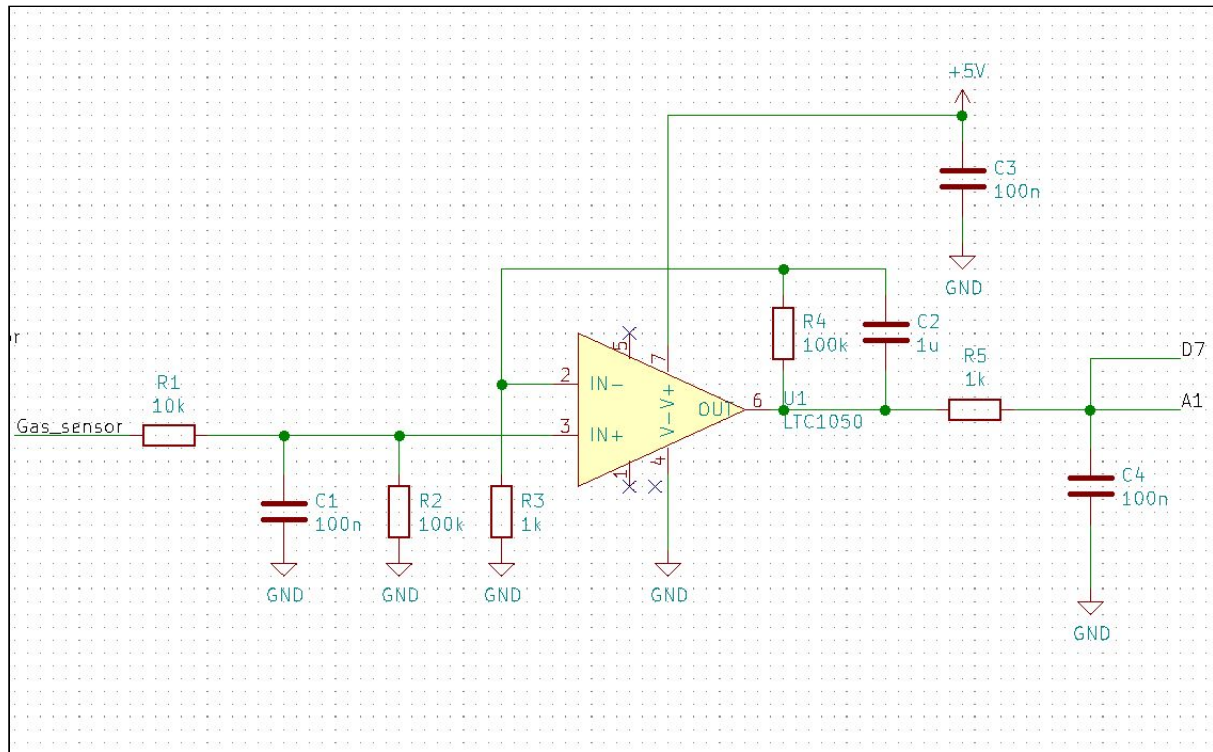 +5V
C3
100n
GND
R4
100k
C2
1u
R5
1k
D7
A1
r
R1
10k
Gas_sensor
5
7
2
IN-
V+
OUT
6
U1
LTC1050
3
IN+
V-
4
1
C1
100n
R2
100k
R3
1k
C4
100n
GND
GND
GND
GND
GND